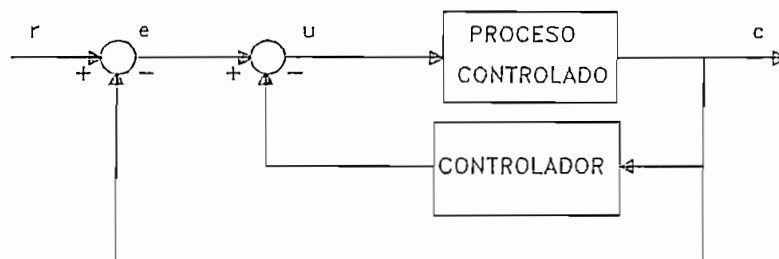 r
e
u
PROCESO
CONTROLADO
c
+
−
+
−
CONTROLADOR